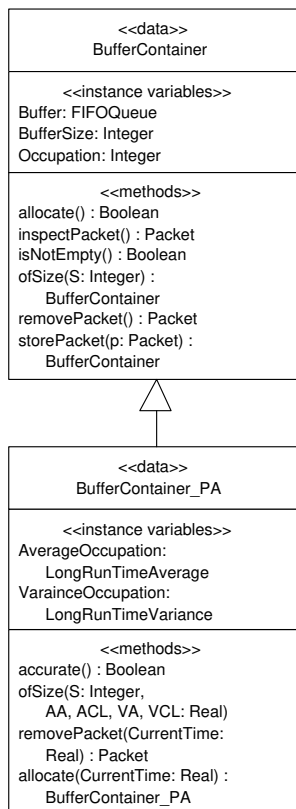 <<data>>
BufferContainer
<<instance variables>>
Buffer: FIFOQueue
BufferSize: Integer
Occupation: Integer
<<methods>>
allocate() : Boolean
inspectPacket() : Packet
isNotEmpty() : Boolean
ofSize(S: Integer) :
BufferContainer
removePacket() : Packet
storePacket(p: Packet) :
BufferContainer
<<data>>
BufferContainer_PA
<<instance variables>>
AverageOccupation:
LongRunTimeAverage
VarainceOccupation:
LongRunTimeVariance
<<methods>>
accurate() : Boolean
ofSize(S: Integer,
AA, ACL, VA, VCL: Real)
removePacket(CurrentTime:
Real) : Packet
allocate(CurrentTime: Real) :
BufferContainer_PA